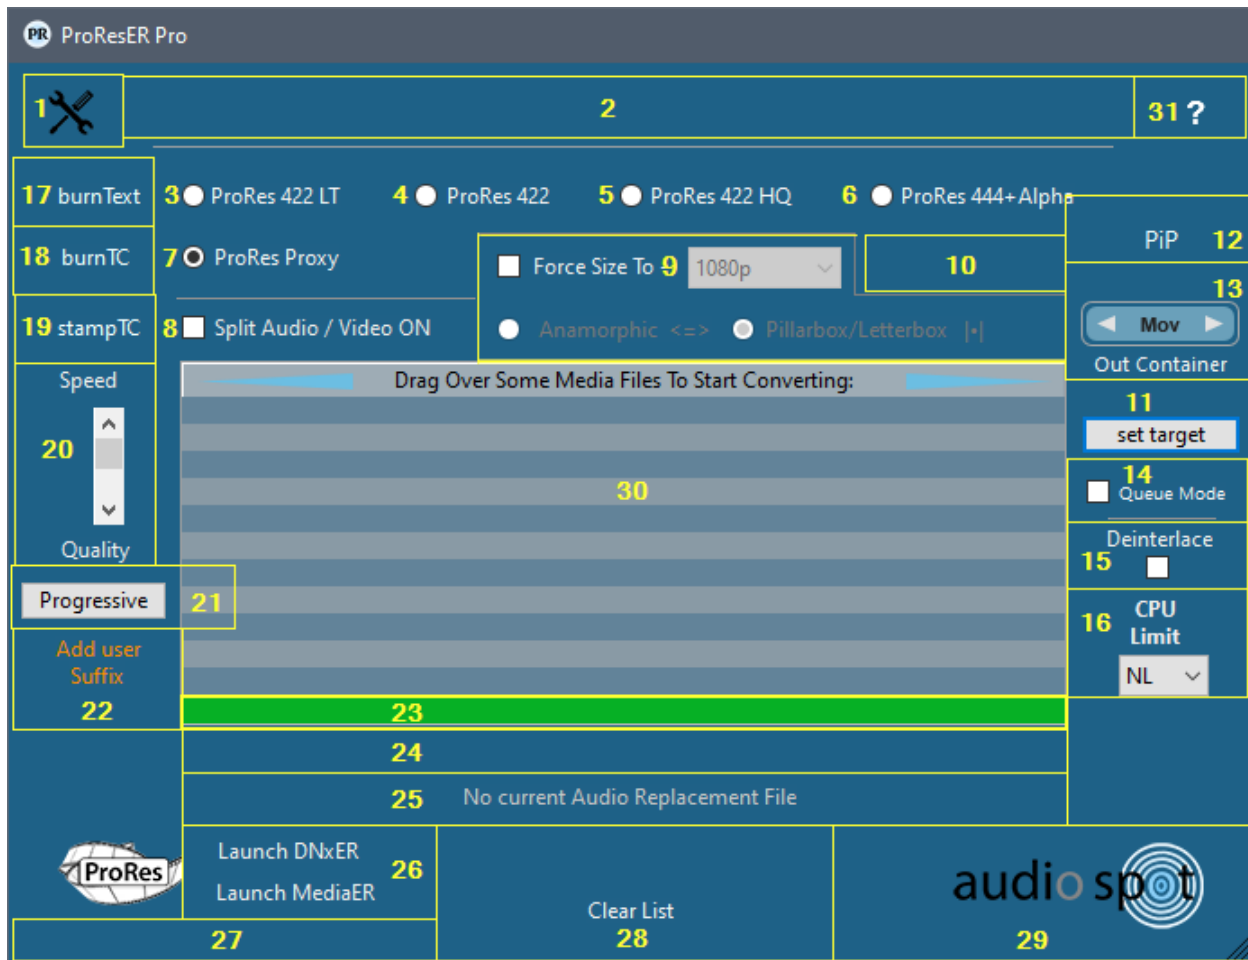 PR ProResER Pro
1 2 31 ?
17 burnText 3 ProRes 422 LT 4 ProRes 422 5 ProRes 422 HQ 6 ProRes 444+Alpha
PiP 12
18 burnTC 7 ProRes Proxy Force Size To 9 1080p 10
13
19 stampTC 8 Split Audio / Video ON Anamorphic <=> Pillarbox/Letterbox |•| Mov
Out Container
Speed Drag Over Some Media Files To Start Converting:
11
set target
20
30
14
Queue Mode
Quality
Deinterlace
15
Progressive 21
16 CPU
Limit
NL
Add user
Suffix
22 23
24
25 No current Audio Replacement File
ProRes
Launch DNxER
26
Launch MediaER
audio spot
Clear List
27 28 29